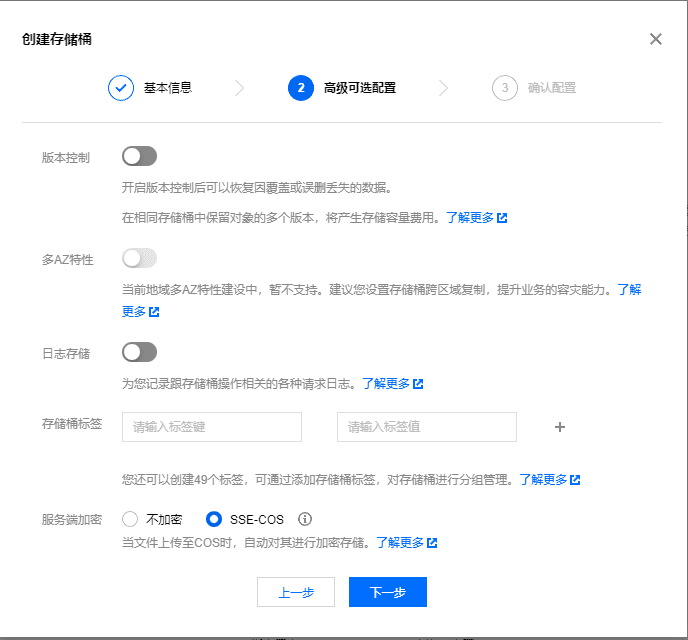 创建存储桶
基本信息
2 高级可选配置
3 确认配置
版本控制
开启版本控制后可以恢复因覆盖或误删丢失的数据。
在相同存储桶中保留对象的多个版本，将产生存储容量费用。了解更多
多AZ特性
当前地域多AZ特性建设中，暂不支持。建议您设置存储桶跨区域复制，提升业务的容灾能力。了解
更多
日志存储
为您记录跟存储桶操作相关的各种请求日志。了解更多
存储桶标签 请输入标签键 请输入标签值 +
您还可以创建49个标签，可通过添加存储桶标签，对存储桶进行分组管理。了解更多
服务端加密 不加密 SSE-COS
当文件上传至COS时，自动对其进行加密存储。了解更多
上一步 下一步